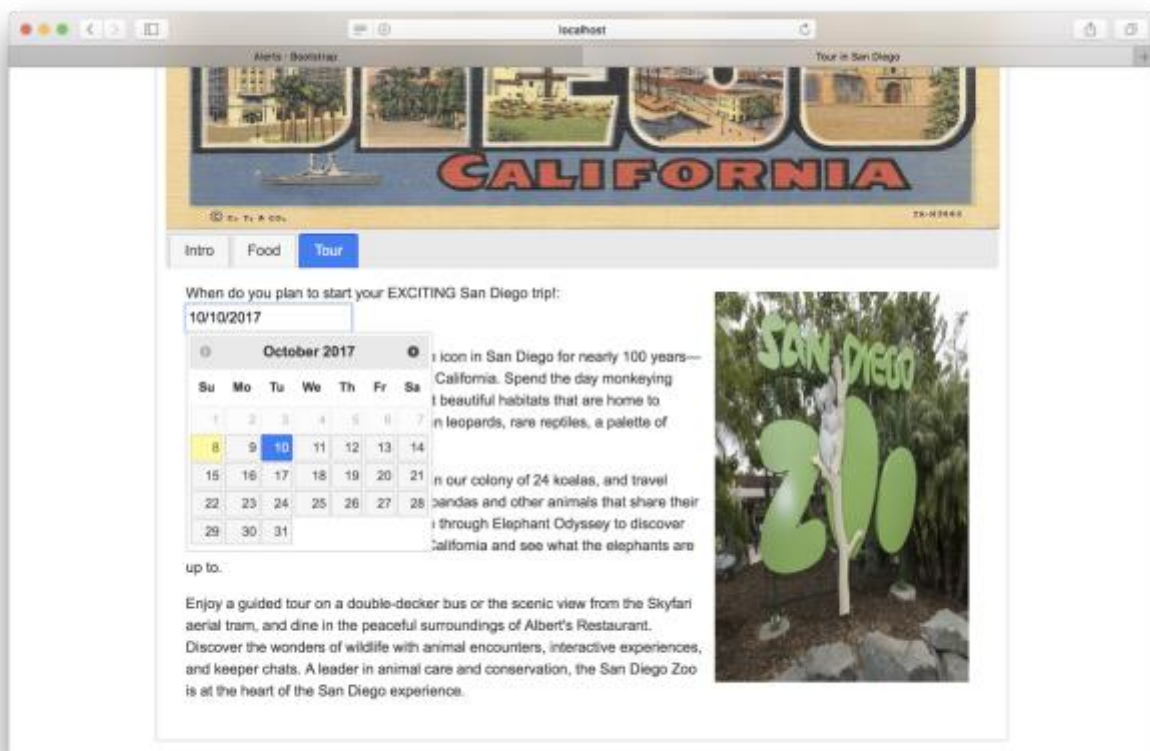 localhost
Alerts · Bootstrap
Tour in San Diego
CALIFORNIA
© C. T. & CO.
Intro Food Tour
When do you plan to start your EXCITING San Diego trip!:
10/10/2017
October 2017
Su Mo Tu We Th Fr Sa
1 2 3 4 5 6 7
8 9 10 11 12 13 14
15 16 17 18 19 20 21
22 23 24 25 26 27 28
29 30 31
icon in San Diego for nearly 100 years—
California. Spend the day monkeying
beautiful habitats that are home to
leopards, rare reptiles, a palette of
our colony of 24 koalas, and travel
pandas and other animals that share their
through Elephant Odyssey to discover
California and see what the elephants are
up to.
Enjoy a guided tour on a double-decker bus or the scenic view from the Skyfari
aerial tram, and dine in the peaceful surroundings of Albert's Restaurant.
Discover the wonders of wildlife with animal encounters, interactive experiences,
and keeper chats. A leader in animal care and conservation, the San Diego Zoo
is at the heart of the San Diego experience.
SAN DIEGO
ZOO